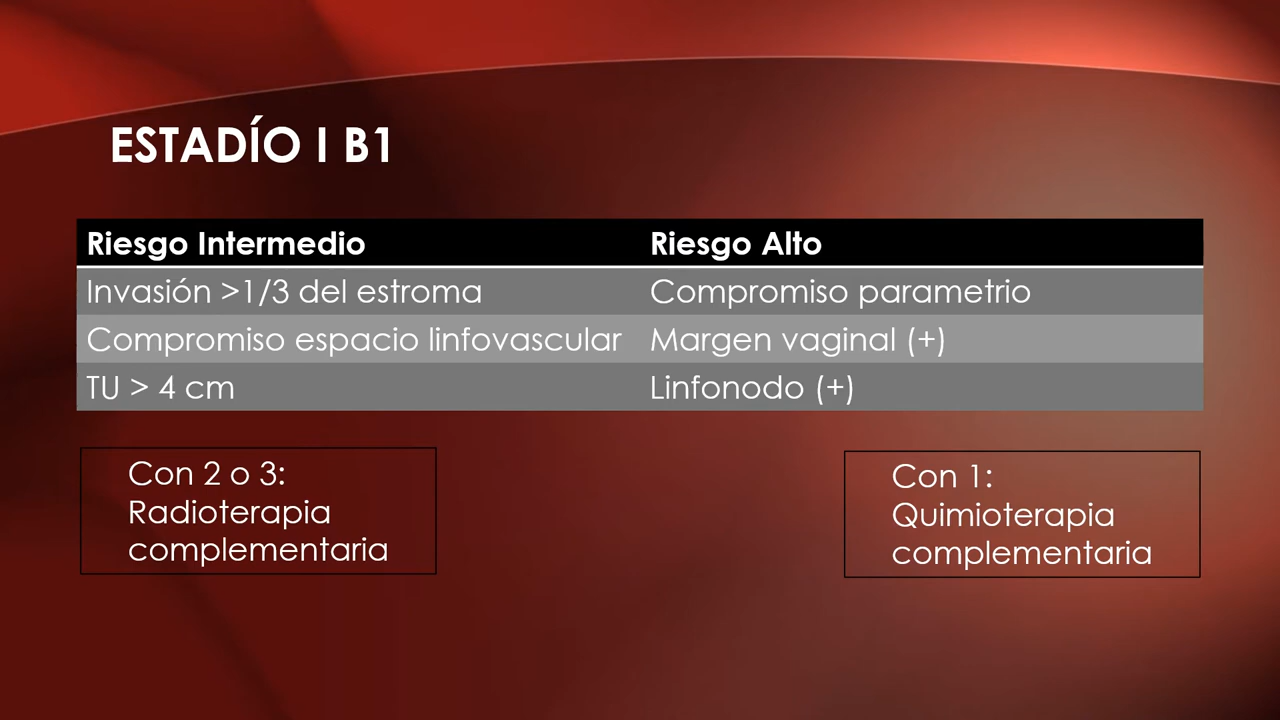 ESTADÍO I B1
Riesgo Intermedio
Riesgo Alto
Invasión >1/3 del estroma
Compromiso parametrio
Compromiso espacio linfovascular
Margen vaginal (+)
TU > 4 cm
Linfonodo (+)
Con 2 o 3:
Radioterapia
complementaria
Con 1:
Quimioterapia
complementaria